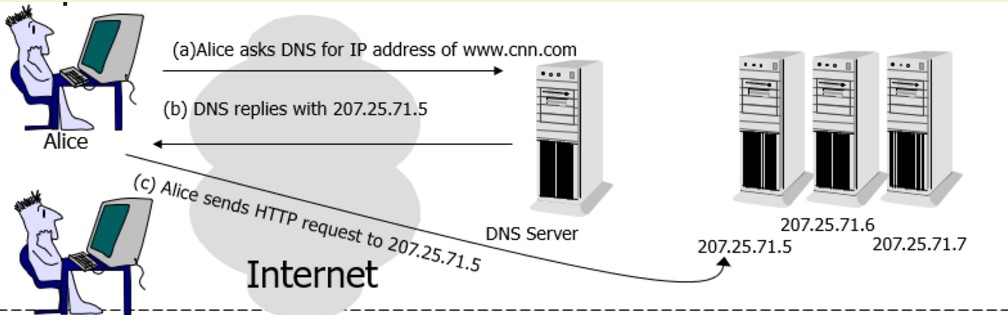 (a)Alice asks DNS for IP address of www.cnn.com
(b) DNS replies with 207.25.71.5
Alice
(c) Alice sends HTTP request to 207.25.71.5
DNS Server
207.25.71.5
207.25.71.6
207.25.71.7
Internet